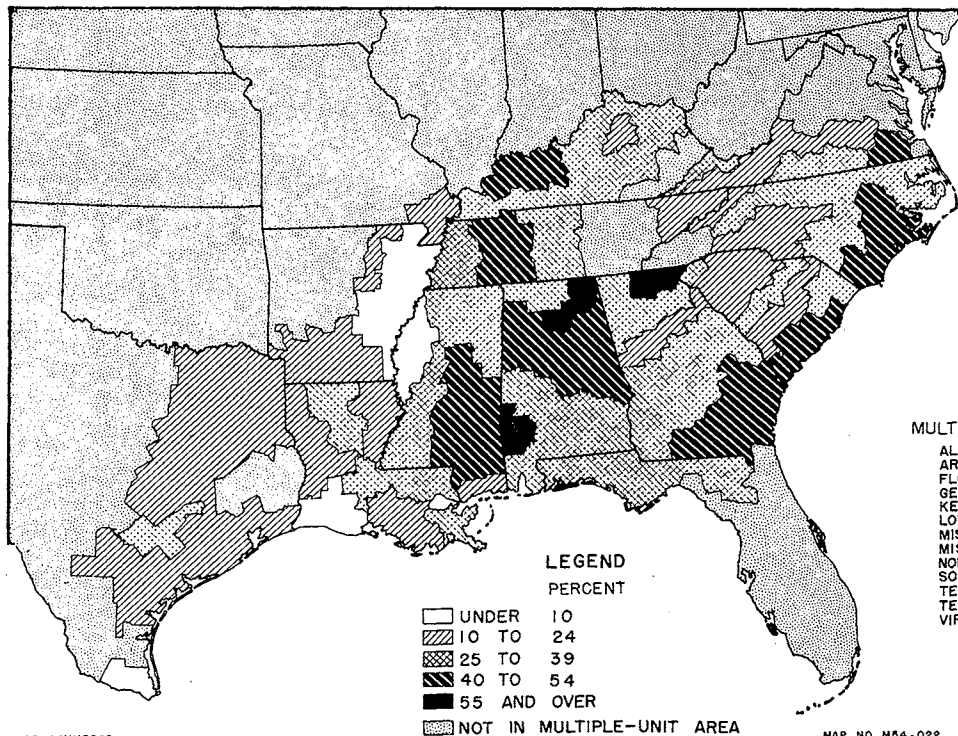 MULT
AL
AR
FL
GE
KE
LO
MIS
MIS
NO
SO
TE
TE
VIR
LEGEND
PERCENT
UNDER 10
10 TO 24
25 TO 39
40 TO 54
55 AND OVER
NOT IN MULTIPLE-UNIT AREA
MAP NO. M54-022